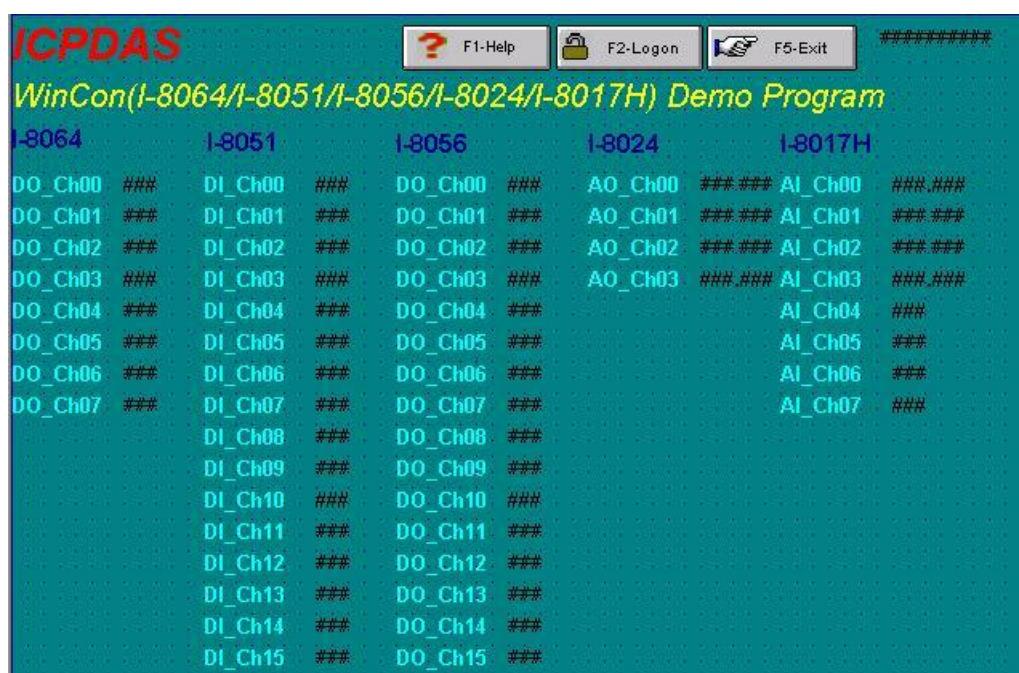 ICPDAS F1-Help F2-Logon F5-Exit ##########
WinCon(I-8064/I-8051/I-8056/I-8024/I-8017H) Demo Program
I-8064 I-8051 I-8056 I-8024 I-8017H
DO_Ch00 ### DI_Ch00 ### DO_Ch00 ### AO_Ch00 ###.### AI_Ch00 ###.###
DO_Ch01 ### DI_Ch01 ### DO_Ch01 ### AO_Ch01 ###.### AI_Ch01 ###.###
DO_Ch02 ### DI_Ch02 ### DO_Ch02 ### AO_Ch02 ###.### AI_Ch02 ###.###
DO_Ch03 ### DI_Ch03 ### DO_Ch03 ### AO_Ch03 ###.### AI_Ch03 ###.###
DO_Ch04 ### DI_Ch04 ### DO_Ch04 ### AI_Ch04 ###
DO_Ch05 ### DI_Ch05 ### DO_Ch05 ### AI_Ch05 ###
DO_Ch06 ### DI_Ch06 ### DO_Ch06 ### AI_Ch06 ###
DO_Ch07 ### DI_Ch07 ### DO_Ch07 ### AI_Ch07 ###
DI_Ch08 ### DO_Ch08 ###
DI_Ch09 ### DO_Ch09 ###
DI_Ch10 ### DO_Ch10 ###
DI_Ch11 ### DO_Ch11 ###
DI_Ch12 ### DO_Ch12 ###
DI_Ch13 ### DO_Ch13 ###
DI_Ch14 ### DO_Ch14 ###
DI_Ch15 ### DO_Ch15 ###